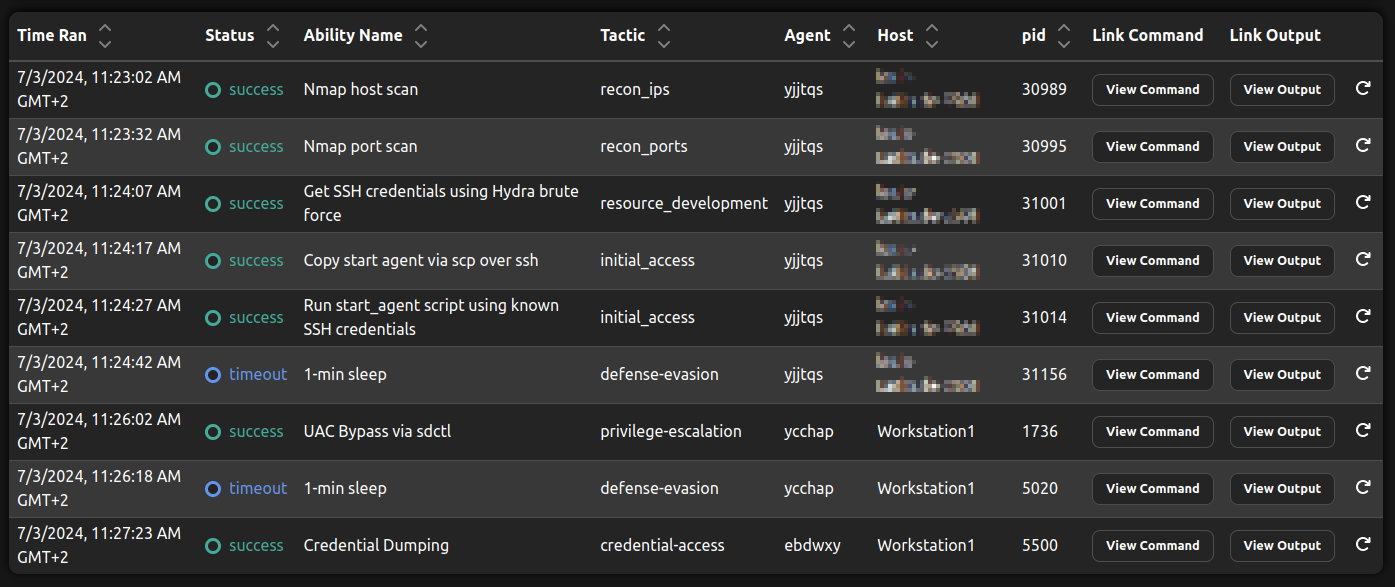 Time Ran Status Ability Name Tactic Agent Host pid Link Command Link Output
7/3/2024, 11:23:02 AM
GMT+2 success Nmap host scan recon_ips yjjtqs 30989 View Command View Output
7/3/2024, 11:23:32 AM
GMT+2 success Nmap port scan recon_ports yjjtqs 30995 View Command View Output
7/3/2024, 11:24:07 AM
GMT+2 success Get SSH credentials using Hydra brute
force resource_development yjjtqs 31001 View Command View Output
7/3/2024, 11:24:17 AM
GMT+2 success Copy start agent via scp over ssh initial_access yjjtqs 31010 View Command View Output
7/3/2024, 11:24:27 AM
GMT+2 success Run start_agent script using known
SSH credentials initial_access yjjtqs 31014 View Command View Output
7/3/2024, 11:24:42 AM
GMT+2 timeout 1-min sleep defense-evasion yjjtqs 31156 View Command View Output
7/3/2024, 11:26:02 AM
GMT+2 success UAC Bypass via sdctl privilege-escalation ycchap Workstation1 1736 View Command View Output
7/3/2024, 11:26:18 AM
GMT+2 timeout 1-min sleep defense-evasion ycchap Workstation1 5020 View Command View Output
7/3/2024, 11:27:23 AM
GMT+2 success Credential Dumping credential-access ebdwxy Workstation1 5500 View Command View Output